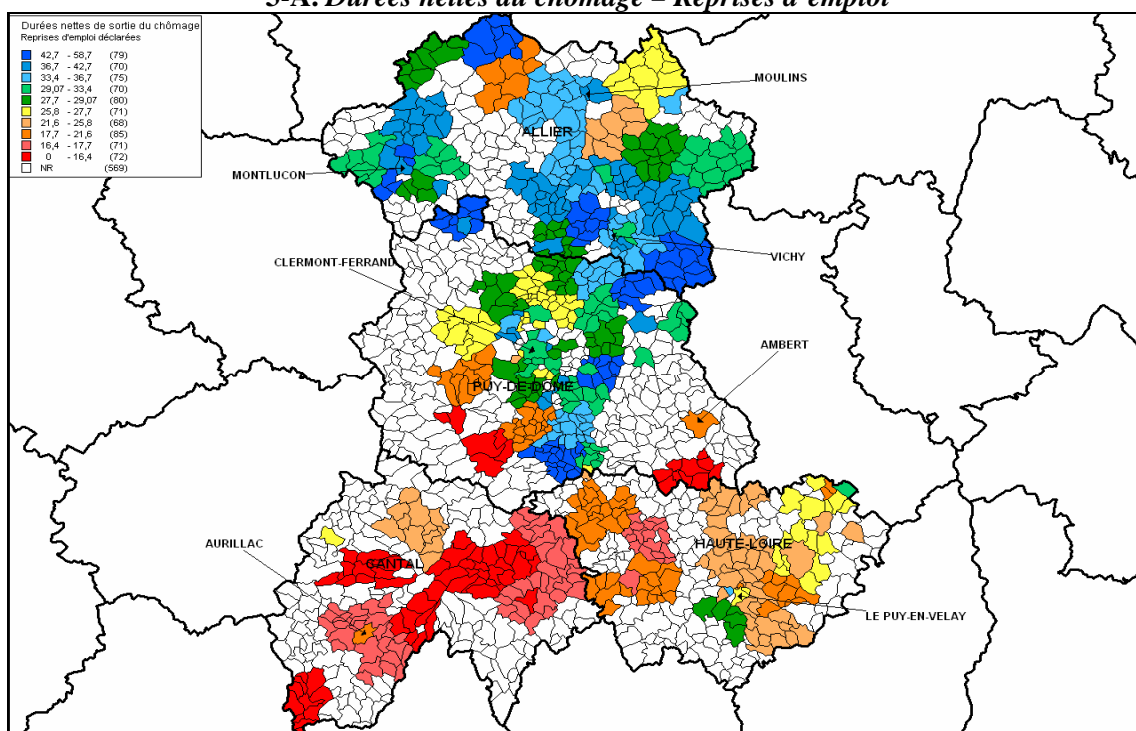 3-A. Durées nettes du chômage – Reprises d'emploi
Durées nettes de sortie du chômage
Reprises d'emploi déclarées
42,7 - 58,7 (79)
36,7 - 42,7 (70)
33,4 - 36,7 (75)
29,07 - 33,4 (70)
27,7 - 29,07 (80)
25,8 - 27,7 (71)
21,6 - 25,8 (68)
17,7 - 21,6 (85)
16,4 - 17,7 (71)
0 - 16,4 (72)
NR (569)
MOULINS
ALLIER
MONTLUCON
VICHY
CLERMONT-FERRAND
AMBERT
PUY-DE-DOME
AURILLAC
HAUTE-LOIRE
CANTAL
LE PUY-EN-VELAY